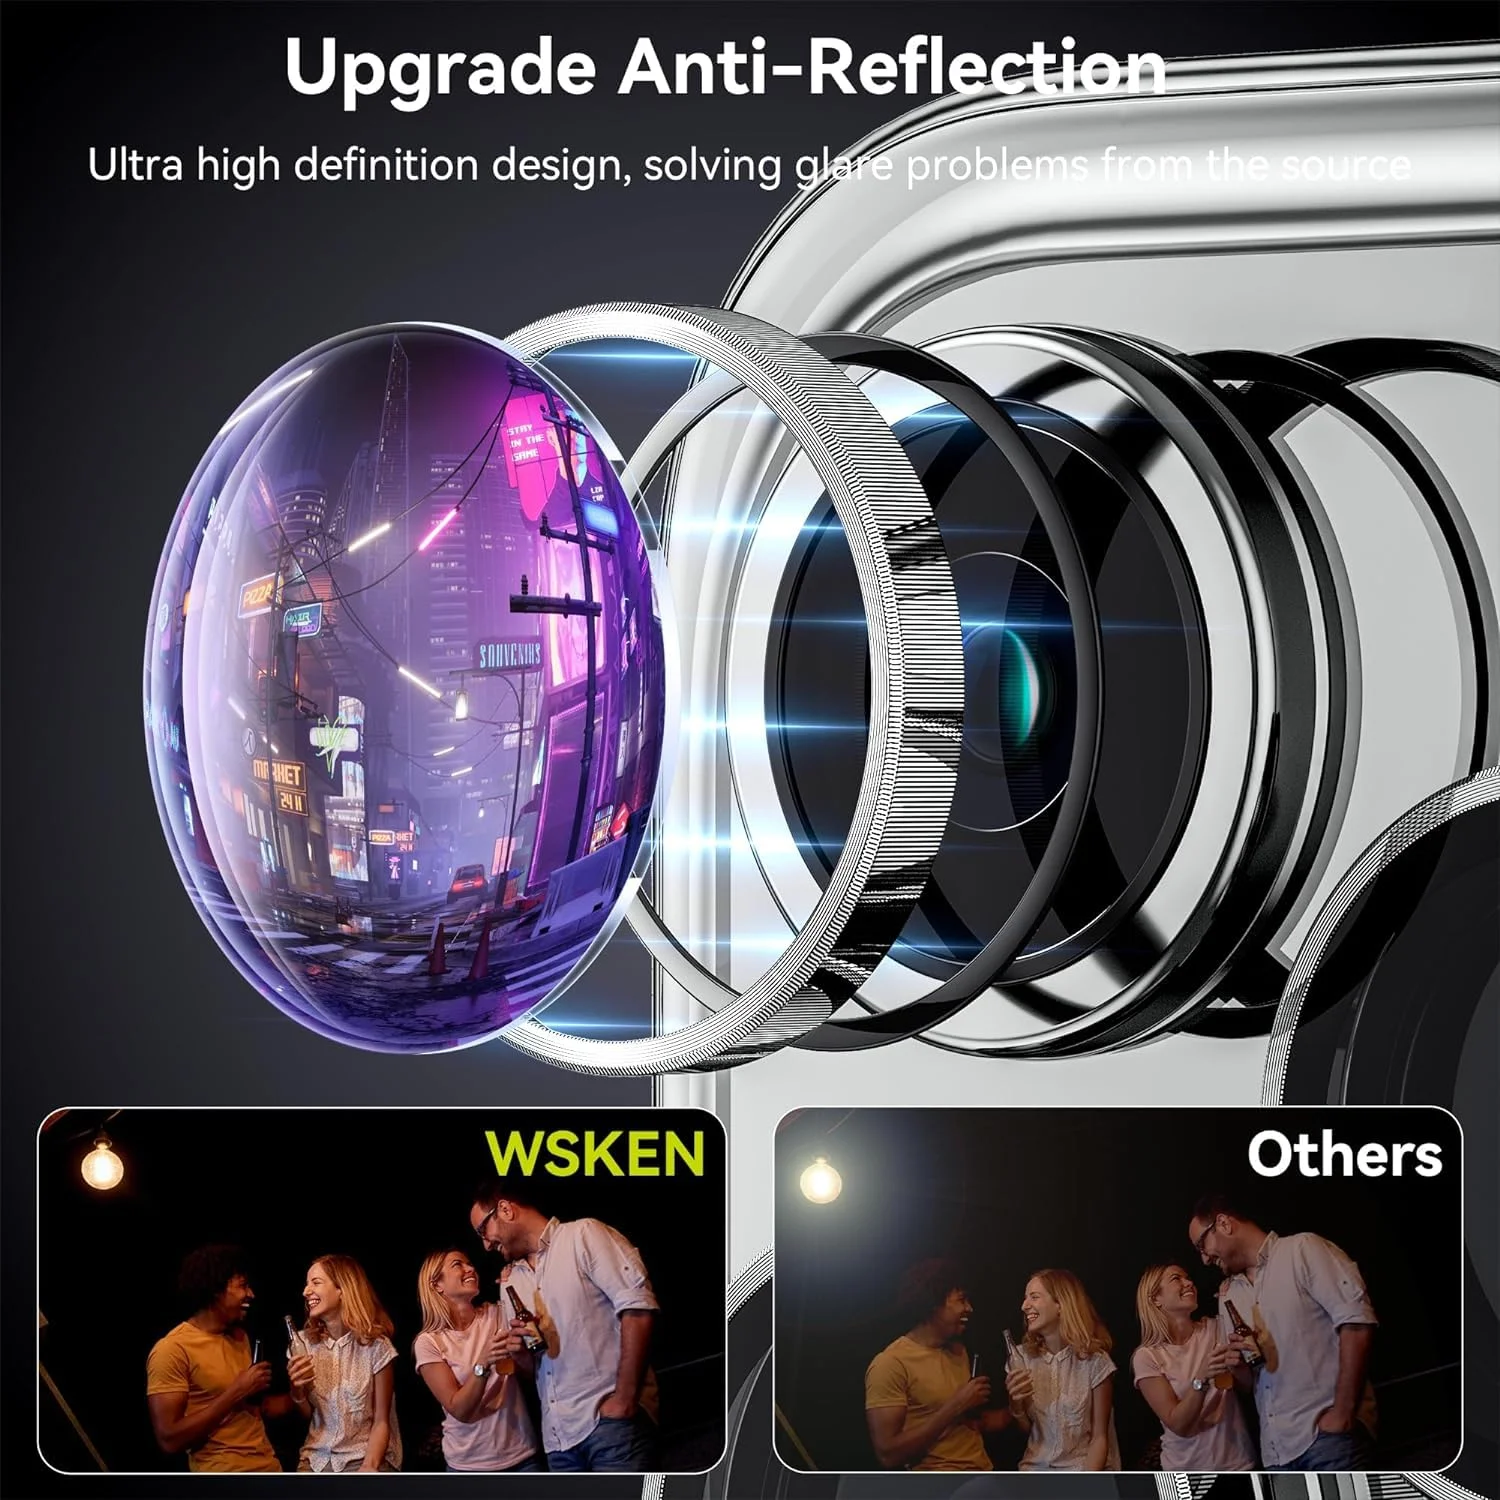 Upgrade Anti-Reflection
Ultra high definition design, solving glare problems from the source
STAY
IN THE
GAME
PIZZA
SOUVENIRS
MARKET
24 H
PIZZA
WSKEN
Others